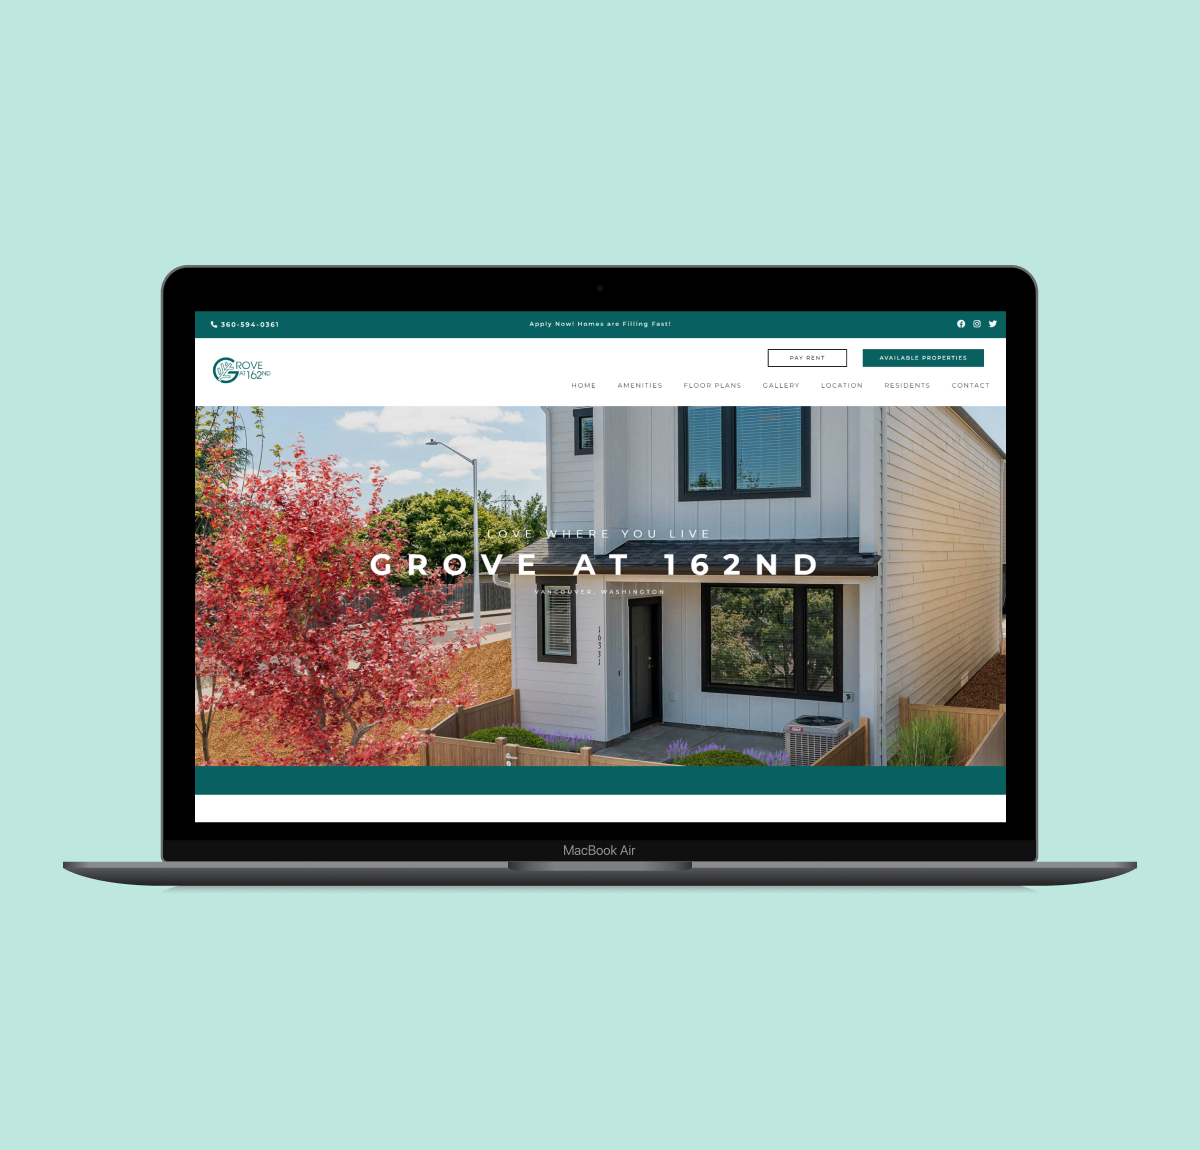 360-594-0361
Apply Now! Homes are Filling Fast!
PAY RENT
AVAILABLE PROPERTIES
GROVE
AT 162ND
HOME
AMENITIES
FLOOR PLANS
GALLERY
LOCATION
RESIDENTS
CONTACT
LOVE WHERE YOU LIVE
GROVE AT 162ND
VANCOUVER, WASHINGTON
16331
MacBook Air